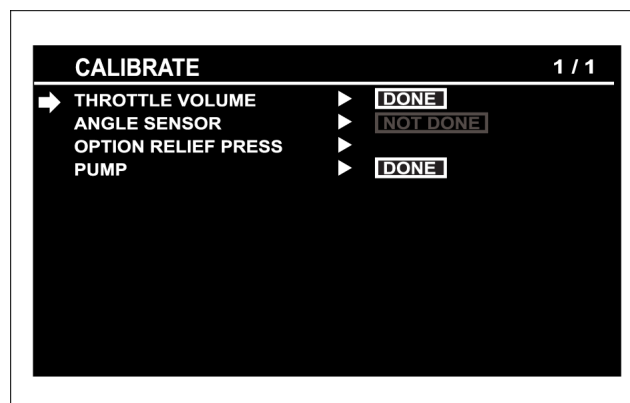 CALIBRATE 1 / 1
THROTTLE VOLUME DONE
ANGLE SENSOR NOT DONE
OPTION RELIEF PRESS
PUMP DONE